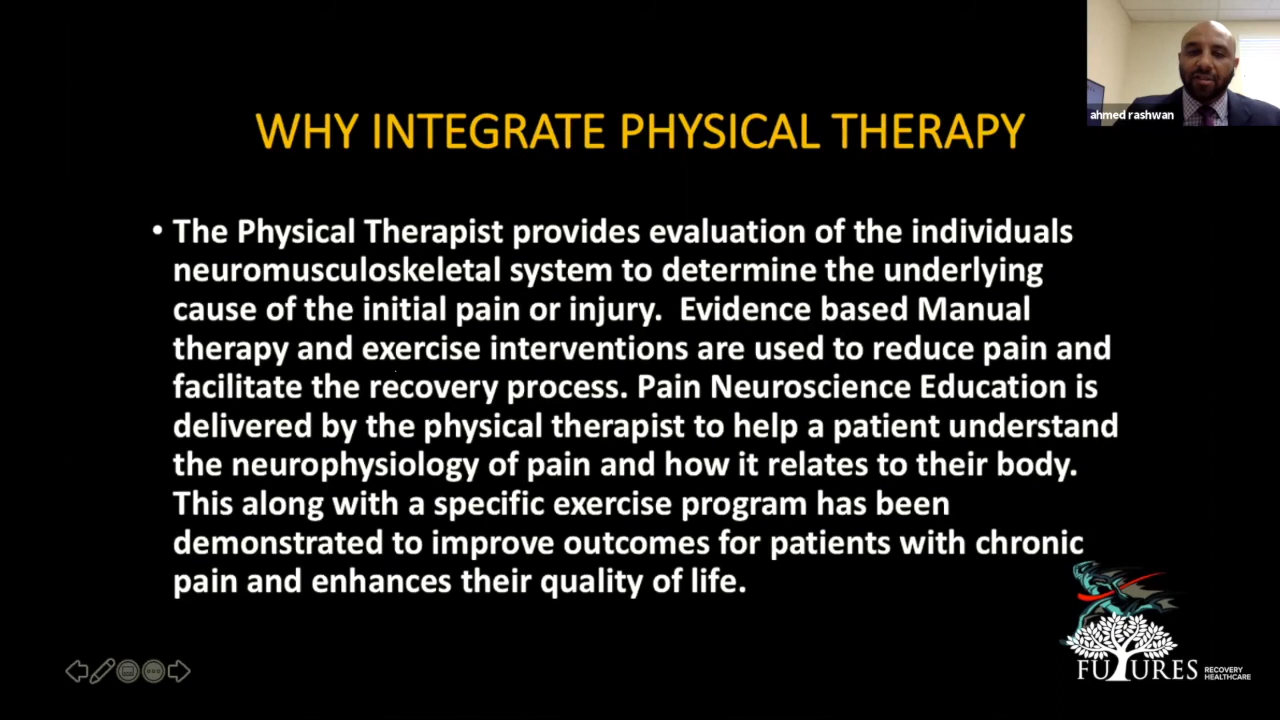 ahmed rashwan
WHY INTEGRATE PHYSICAL THERAPY
• The Physical Therapist provides evaluation of the individuals
neuromusculoskeletal system to determine the underlying
cause of the initial pain or injury.  Evidence based Manual
therapy and exercise interventions are used to reduce pain and
facilitate the recovery process. Pain Neuroscience Education is
delivered by the physical therapist to help a patient understand
the neurophysiology of pain and how it relates to their body.
This along with a specific exercise program has been
demonstrated to improve outcomes for patients with chronic
pain and enhances their quality of life.
FUTURES
RECOVERY
HEALTHCARE